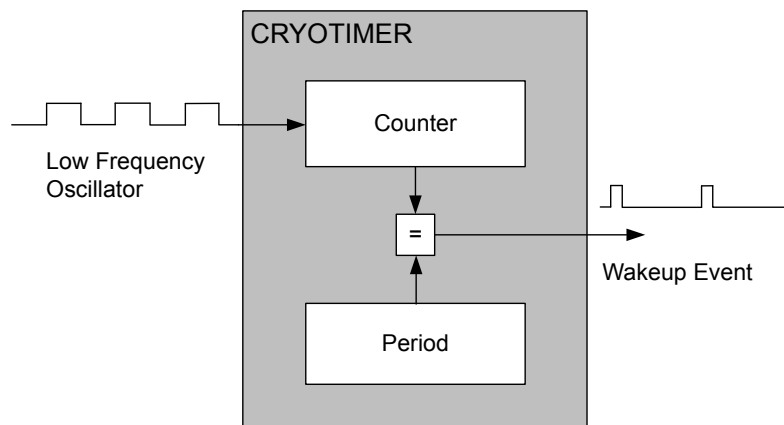 CRYOTIMER
Counter
Low Frequency
Oscillator
=
Wakeup Event
Period